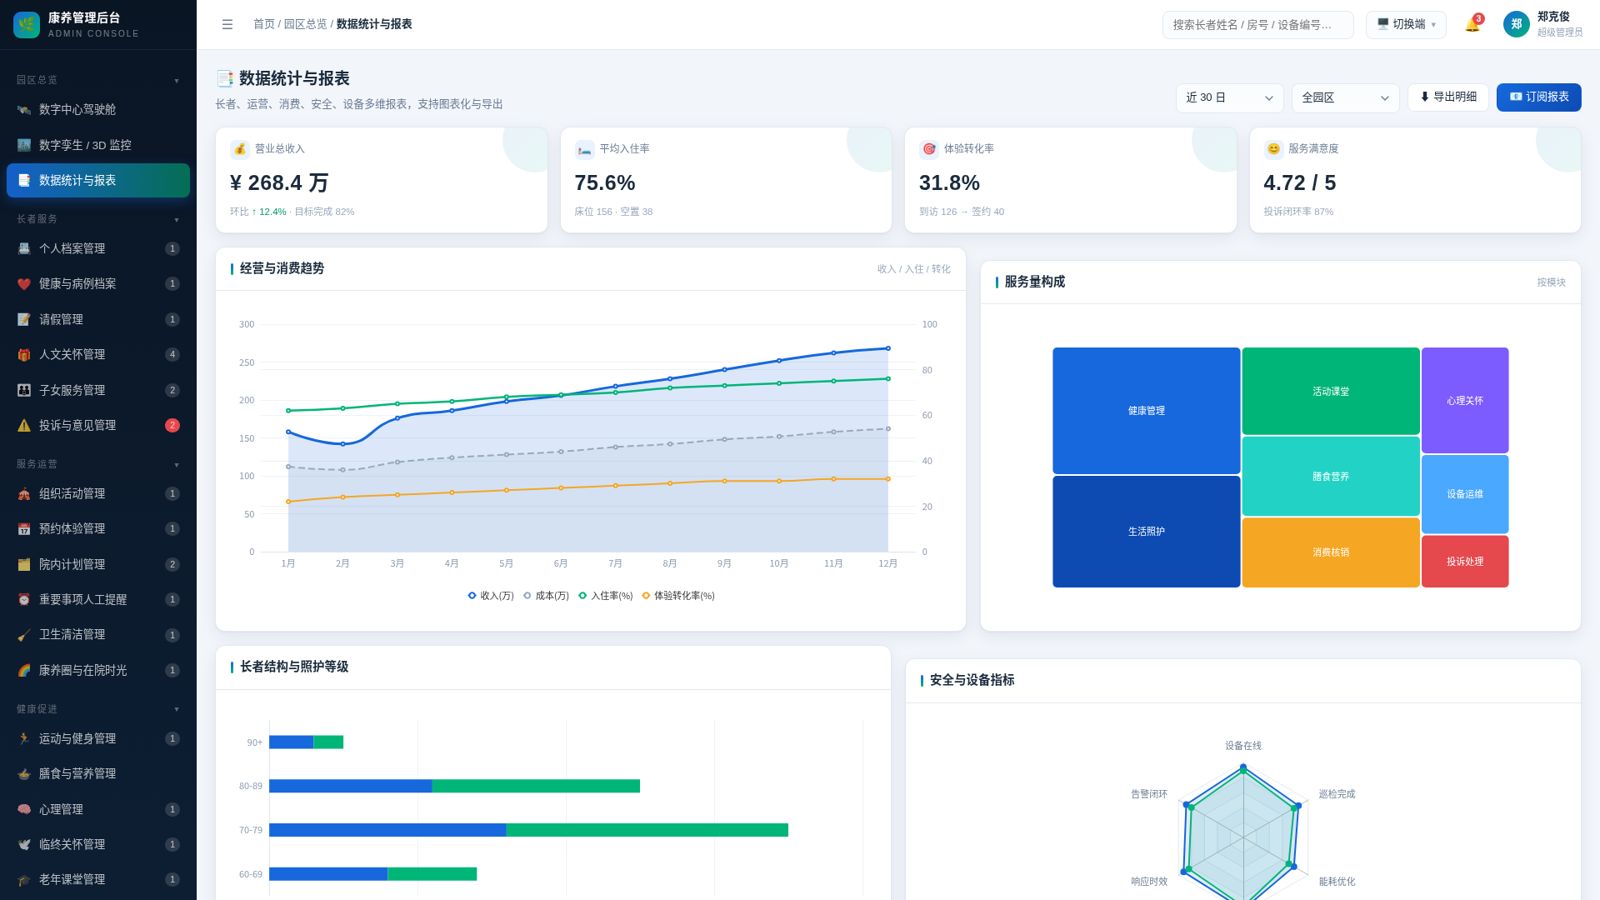 康养管理后台
ADMIN CONSOLE
园区总览
数字中心驾驶舱
数字孪生 / 3D 监控
数据统计与报表
长者服务
个人档案管理 1
健康与病例档案 1
请假管理 1
人文关怀管理 4
子女服务管理 2
投诉与意见管理 2
服务运营
组织活动管理 1
预约体验管理 1
院内计划管理 2
重要事项人工提醒 1
卫生清洁管理 1
康养圈与在院时光 1
健康促进
运动与健身管理 1
膳食与营养管理
心理管理 1
临终关怀管理 1
老年课堂管理 1
首页 / 园区总览 / 数据统计与报表
搜索长者姓名 / 房号 / 设备编号...
切换端
3
郑
郑克俊
超级管理员
数据统计与报表
长者、运营、消费、安全、设备多维报表，支持图表化与导出
近 30 日
全园区
导出明细
订阅报表
营业总收入
¥ 268.4 万
环比 ↑ 12.4% · 目标完成 82%
平均入住率
75.6%
床位 156 · 空置 38
体验转化率
31.8%
到访 126 → 签约 40
服务满意度
4.72 / 5
投诉闭环率 87%
经营与消费趋势
收入 / 入住 / 转化
300
250
200
150
100
50
0
100
80
60
40
20
0
1月 2月 3月 4月 5月 6月 7月 8月 9月 10月 11月 12月
收入(万) 成本(万) 入住率(%) 体验转化率(%)
服务量构成
按模块
健康管理
生活照护
活动课堂
膳食营养
消费核销
心理关怀
设备运维
投诉处理
长者结构与照护等级
90+
80-89
70-79
60-69
安全与设备指标
设备在线
告警闭环
巡检完成
响应时效
能耗优化